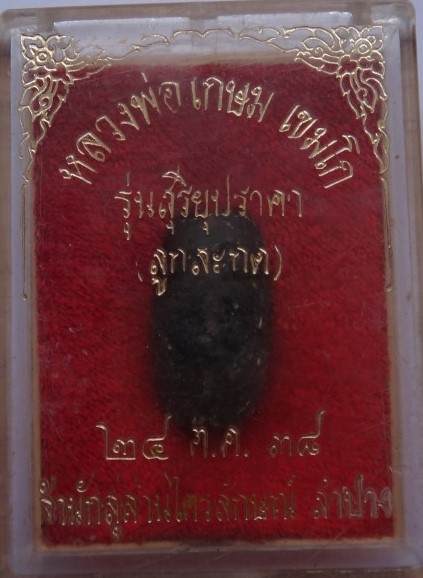 หลวงพ่อเกษม เขมโก
รุ่นสุริยุปราคา
(ลูกสะกด)
๒๔ ต.ค. ๓๘
สำนักสุสานไตรลักษณ์ ลำปาง